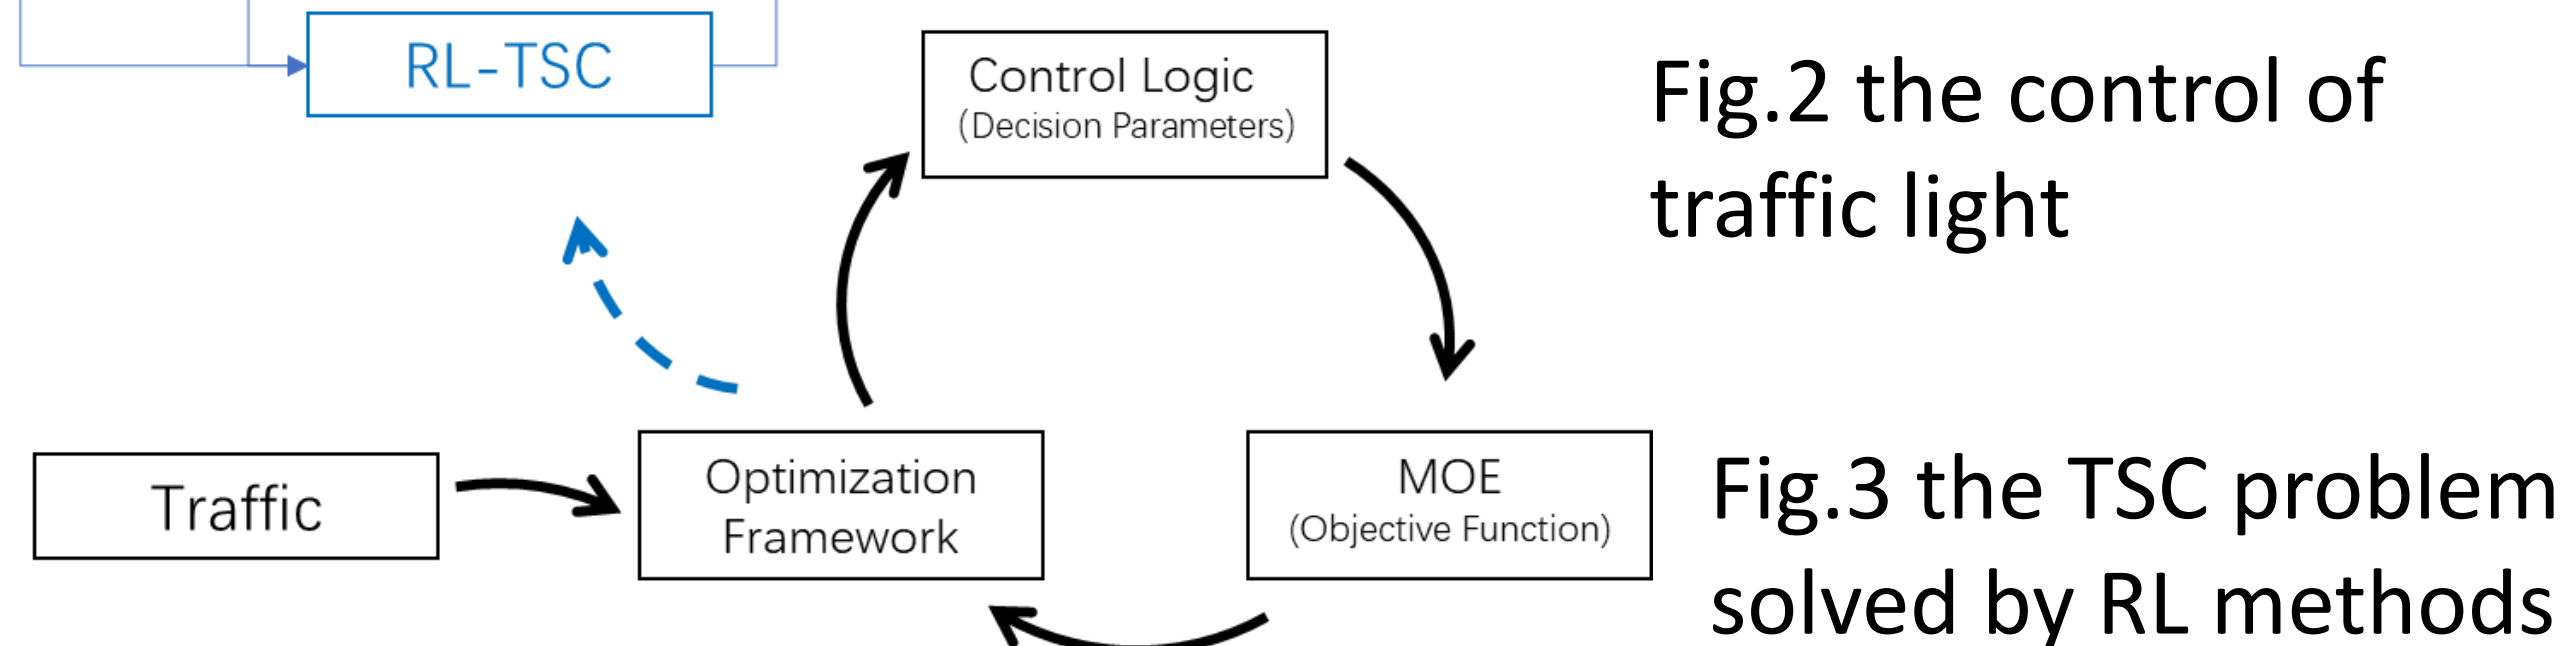 RL-TSC
Control Logic
(Decision Parameters)
Fig.2 the control of
traffic light
Traffic
Optimization
Framework
MOE
(Objective Function)
Fig.3 the TSC problem
solved by RL methods